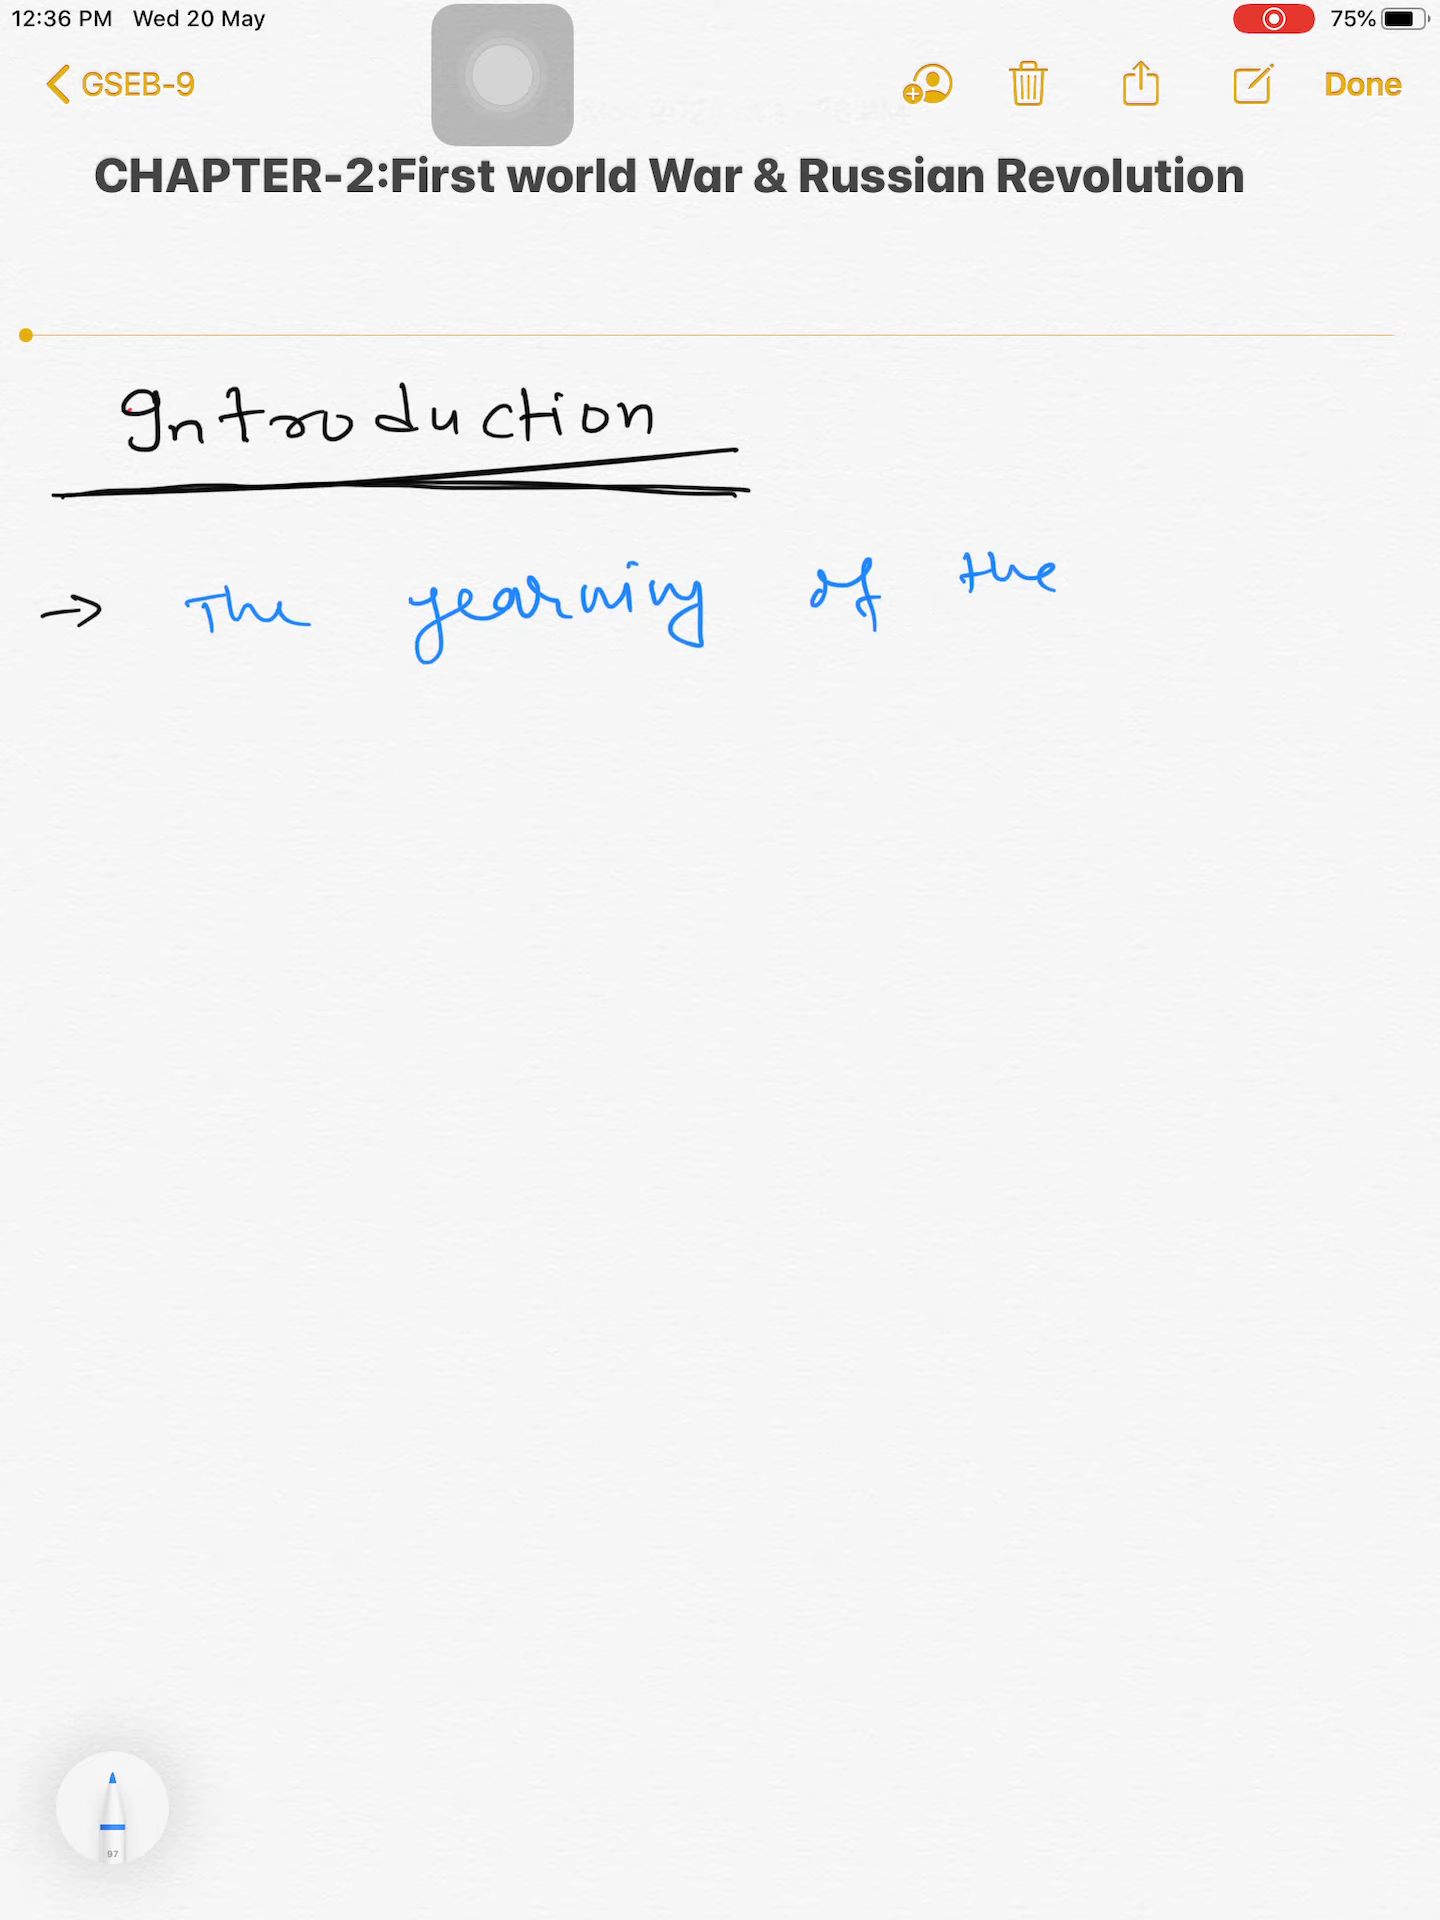 12:36 PM Wed 20 May 75%
GSEB-9 Done
CHAPTER-2:First world War & Russian Revolution
Introduction
→ The yearning of the
97